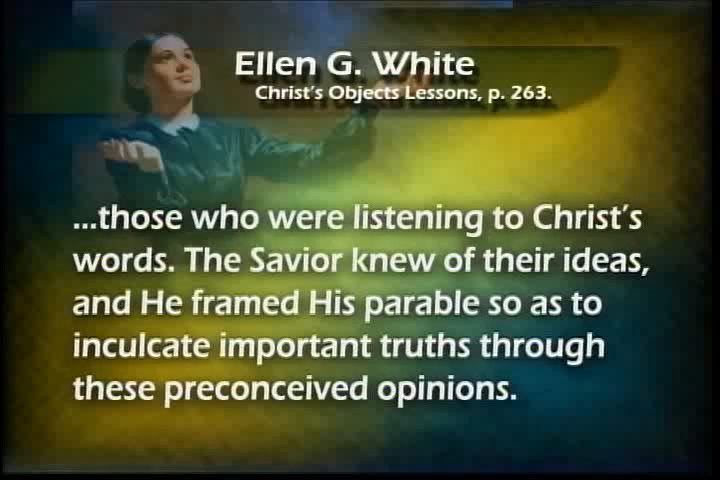 Ellen G. White
Christ's Objects Lessons, p. 263.
...those who were listening to Christ's
words. The Savior knew of their ideas,
and He framed His parable so as to
inculcate important truths through
these preconceived opinions.